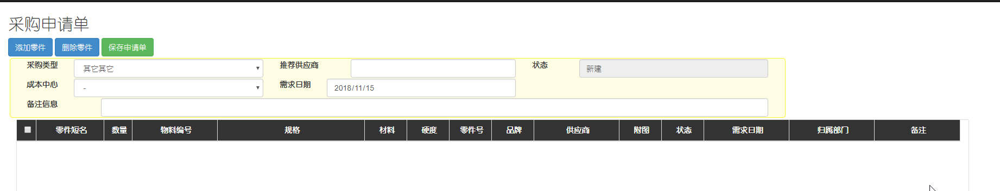 采购申请单
添加零件 删除零件 保存申请单
采购类型 其它其它 推荐供应商 状态 新建
成本中心 - 需求日期 2018/11/15
备注信息
零件短名 数量 物料编号 规格 材料 硬度 零件号 品牌 供应商 附图 状态 需求日期 归属部门 备注